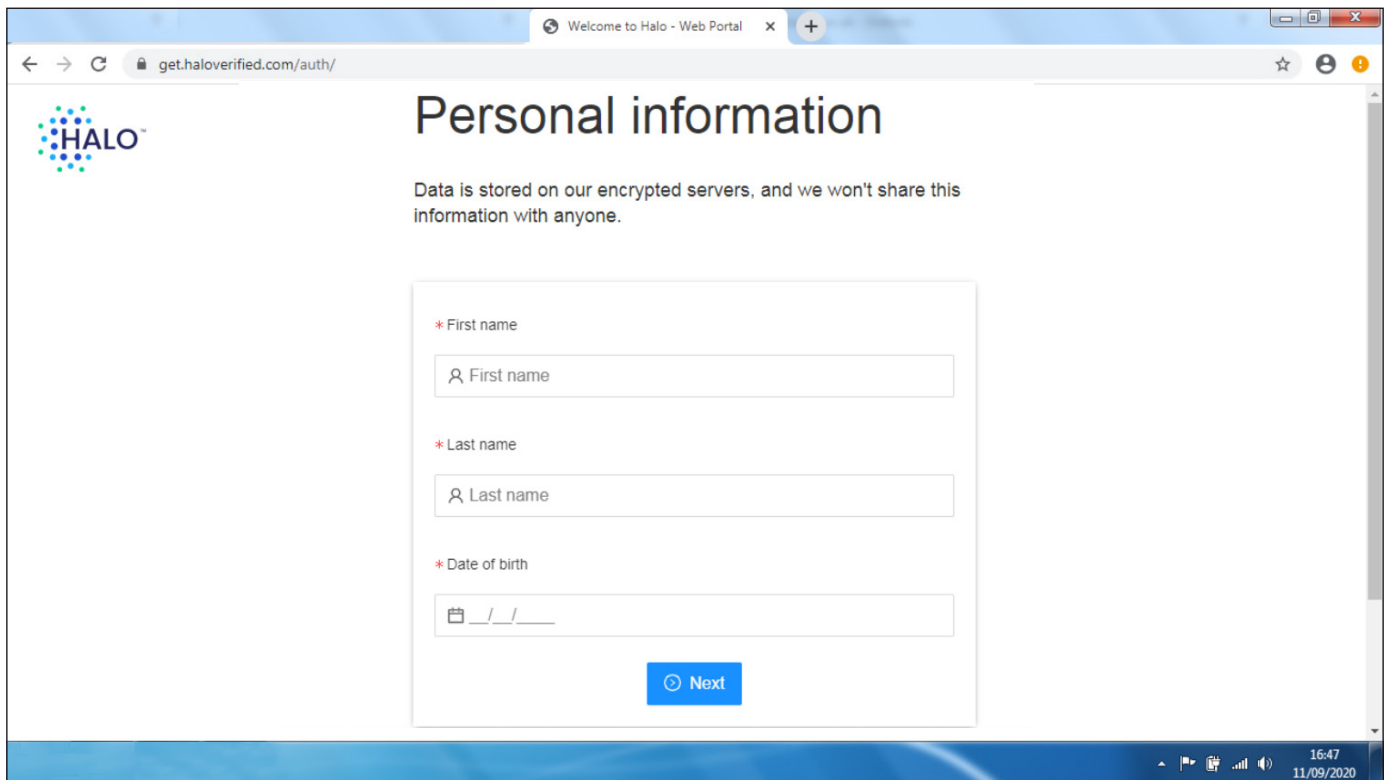 Welcome to Halo - Web Portal
get.haloverified.com/auth/
HALO™
Personal information
Data is stored on our encrypted servers, and we won't share this
information with anyone.
* First name
First name
* Last name
Last name
* Date of birth
__/__/____
Next
16:47
11/09/2020